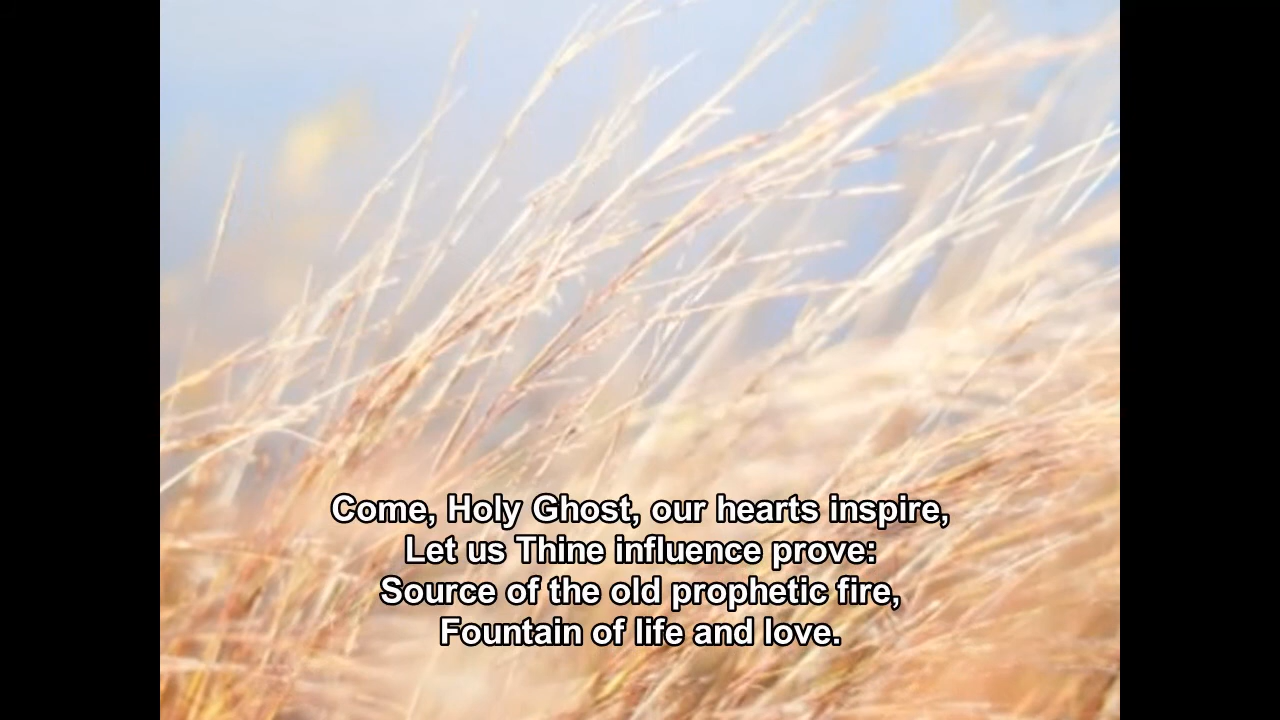 Come, Holy Ghost, our hearts inspire,
Let us Thine influence prove:
Source of the old prophetic fire,
Fountain of life and love.